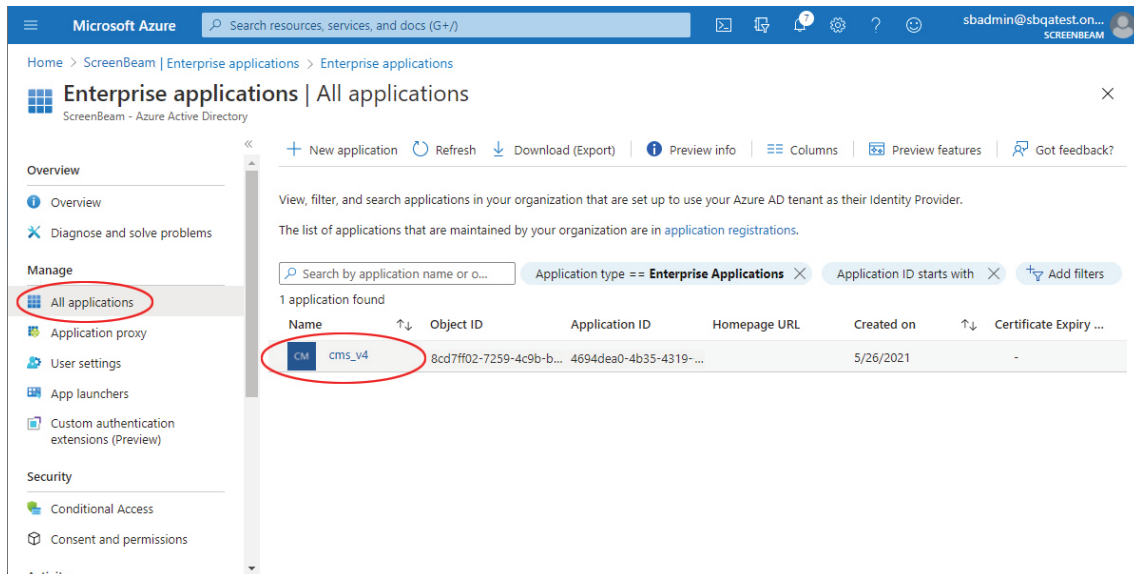 Microsoft Azure
Search resources, services, and docs (G+/)
7
sbadmin@sbqatest.on...
SCREENBEAM
Home > ScreenBeam | Enterprise applications > Enterprise applications
Enterprise applications | All applications
ScreenBeam - Azure Active Directory
New application Refresh Download (Export) Preview info Columns Preview features Got feedback?
Overview
Overview
Diagnose and solve problems
Manage
All applications
Application proxy
User settings
App launchers
Custom authentication
extensions (Preview)
Security
Conditional Access
Consent and permissions
View, filter, and search applications in your organization that are set up to use your Azure AD tenant as their Identity Provider.
The list of applications that are maintained by your organization are in application registrations.
Search by application name or o...
Application type == Enterprise Applications
Application ID starts with
Add filters
1 application found
Name Object ID Application ID Homepage URL Created on Certificate Expiry ...
CM cms_v4 8cd7ff02-7259-4c9b-b... 4694dea0-4b35-4319-... 5/26/2021 -